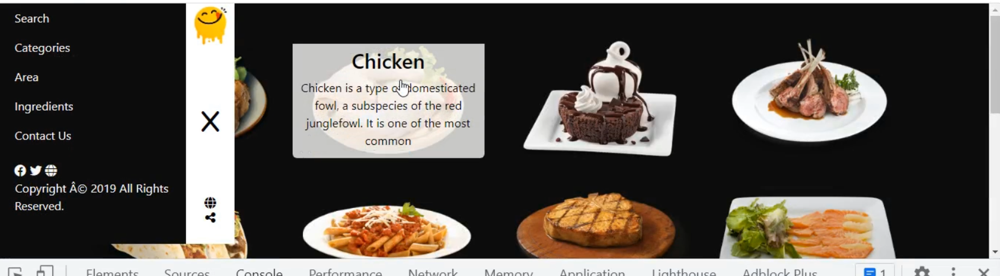 Search
Categories
Area
Ingredients
Contact Us
Copyright Â© 2019 All Rights
Reserved.
Chicken
Chicken is a type of domesticated
fowl, a subspecies of the red
junglefowl. It is one of the most
common
Elements Sources Console Performance Network Memory Application Lighthouse Adblock Plus 1